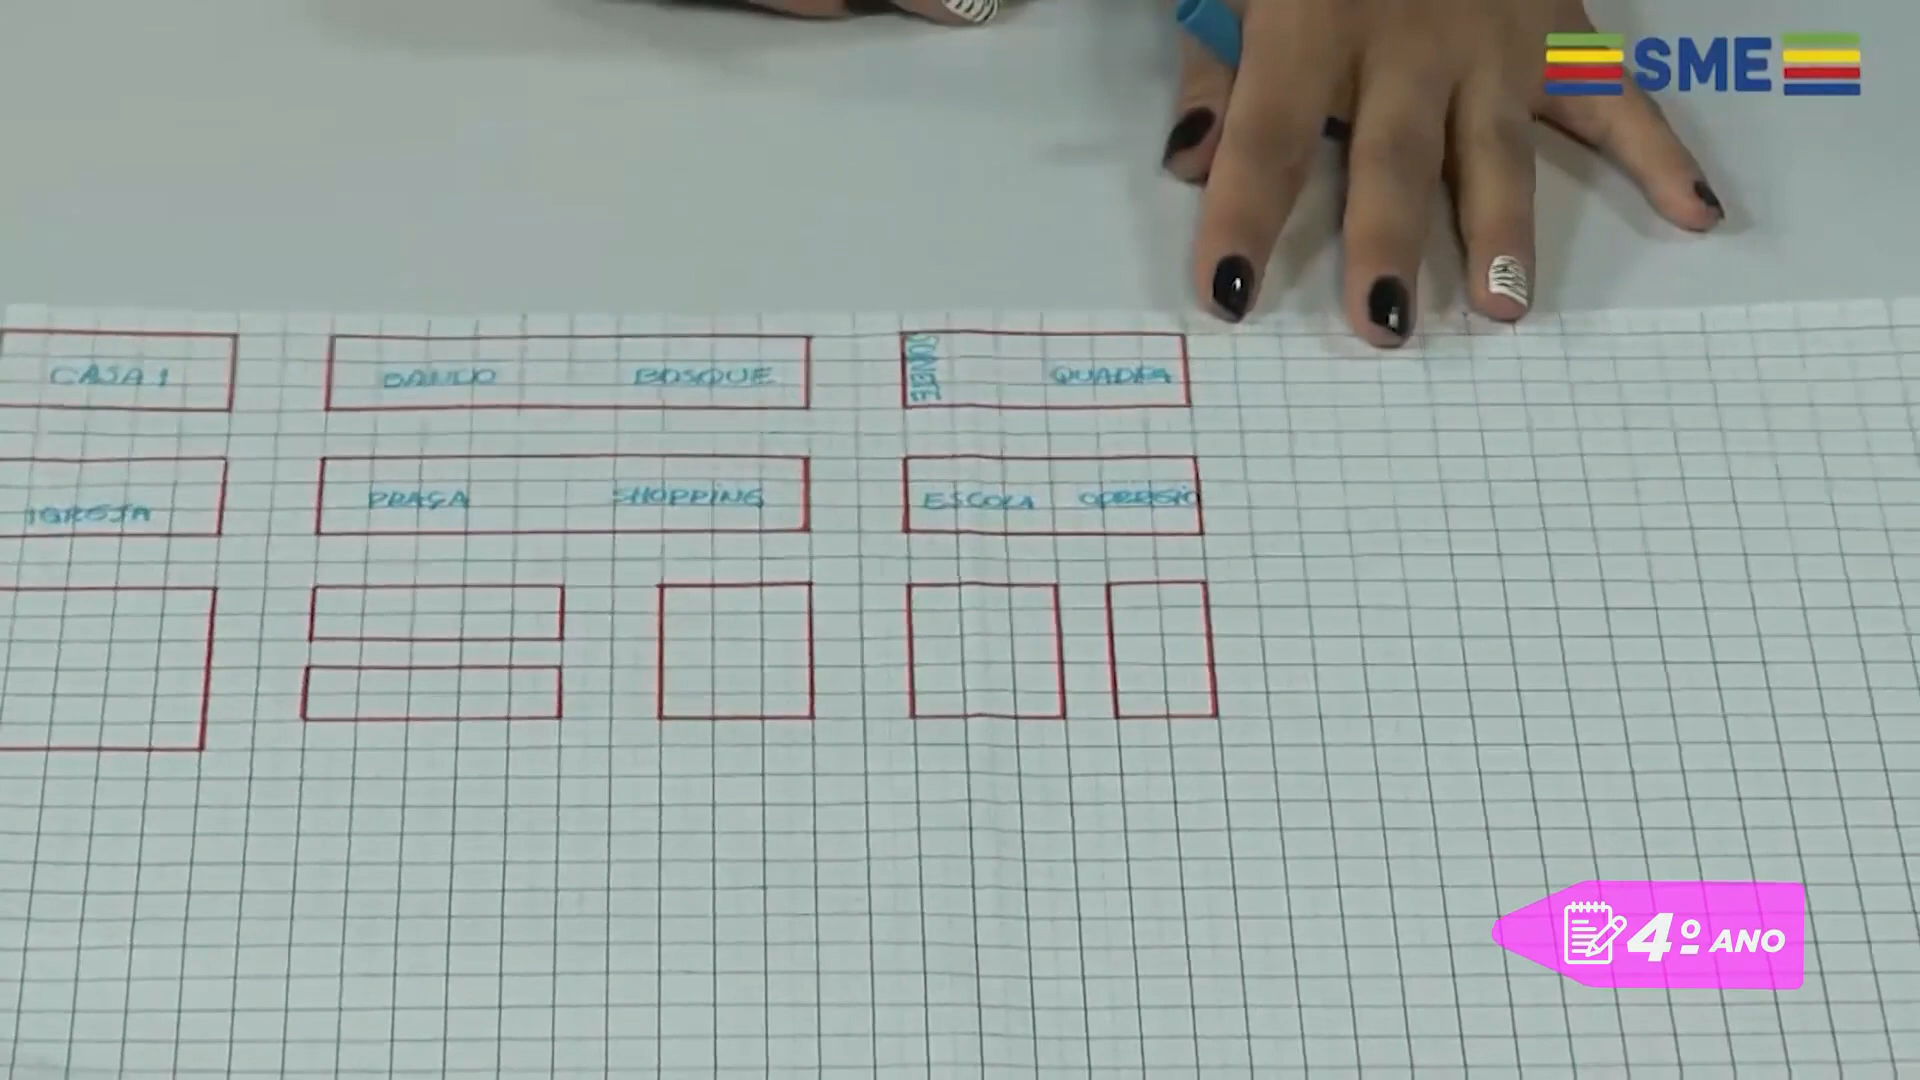 SME
CASA 1
BANCO
BOSQUE
SORVETE
QUADRA
IGREJA
PRAÇA
SHOPPING
ESCOLA
4º ANO